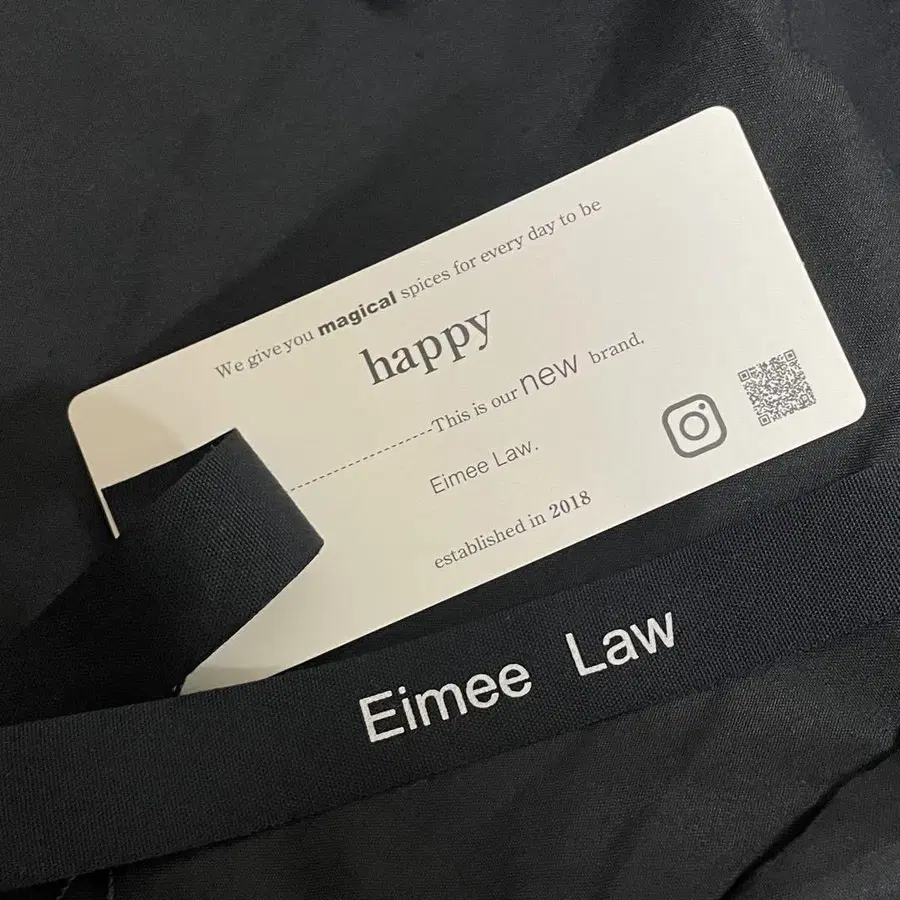 We give you magical spices for every day to be
happy
This is our new brand.
Eimee Law.
established in 2018
Eimee Law